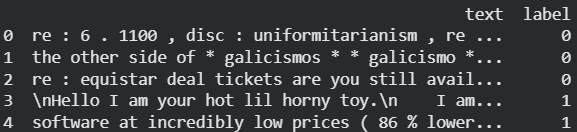 text label
0 re : 6 . 1100 , disc : uniformitarianism , re ... 0
1 the other side of * galicismos * * galicismo *... 0
2 re : equistar deal tickets are you still avail... 0
3 \nHello I am your hot lil horny toy.\n I am... 1
4 software at incredibly low prices ( 86 % lower... 1